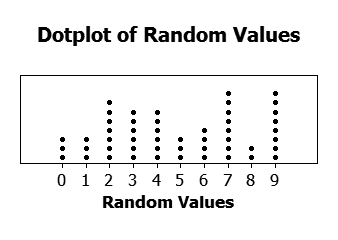 Dotplot of Random Values
0 1 2 3 4 5 6 7 8 9
Random Values